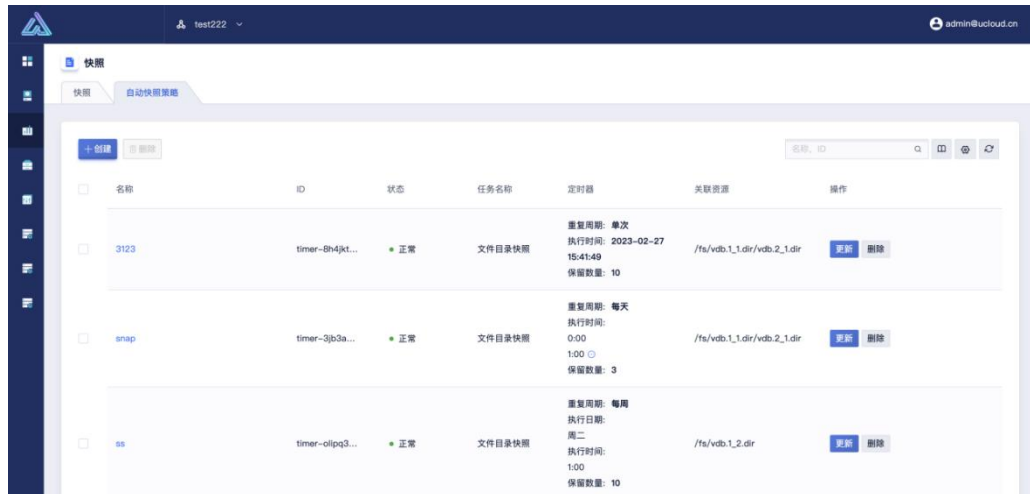 test222
admin@ucloud.cn
快照
快照
自动快照策略
+创建
删除
名称、ID
名称
ID
状态
任务名称
定时器
关联资源
操作
3123
timer-8h4jkt...
正常
文件目录快照
重复周期: 单次
执行时间: 2023-02-27
15:41:49
保留数量: 10
/fs/vdb.1_1.dir/vdb.2_1.dir
更新
删除
snap
timer-3jb3a...
正常
文件目录快照
重复周期: 每天
执行时间:
0:00
1:00
保留数量: 3
/fs/vdb.1_1.dir/vdb.2_1.dir
更新
删除
ss
timer-olipq3...
正常
文件目录快照
重复周期: 每周
执行日期:
周二
执行时间:
1:00
保留数量: 10
/fs/vdb.1_2.dir
更新
删除